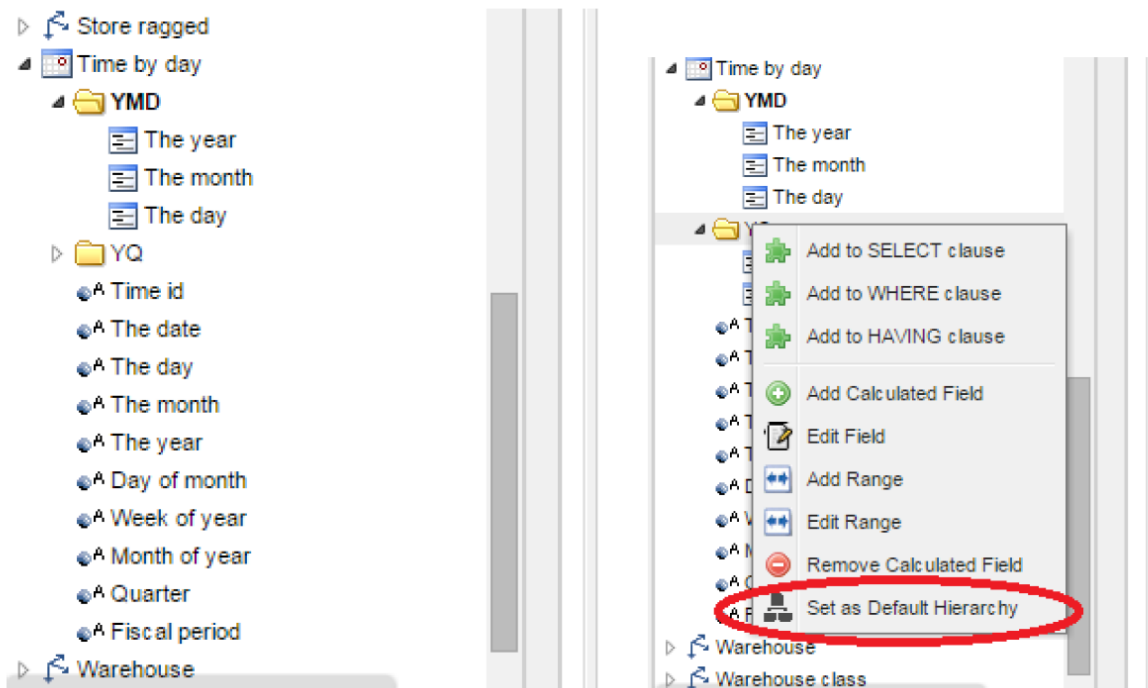 Store ragged
Time by day
YMD
The year
The month
The day
YQ
Time id
The date
The day
The month
The year
Day of month
Week of year
Month of year
Quarter
Fiscal period
Warehouse
Time by day
YMD
The year
The month
The day
Add to SELECT clause
Add to WHERE clause
Add to HAVING clause
Add Calculated Field
Edit Field
Add Range
Edit Range
Remove Calculated Field
Set as Default Hierarchy
Warehouse
Warehouse class